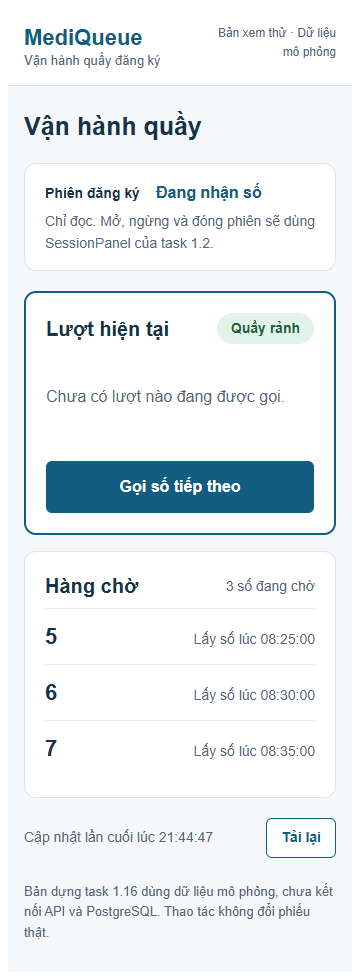 MediQueue
Vận hành quầy đăng ký
Bản xem thử · Dữ liệu
mô phỏng
Vận hành quầy
Phiên đăng ký Đang nhận số
Chỉ đọc. Mở, ngừng và đóng phiên sẽ dùng
SessionPanel của task 1.2.
Lượt hiện tại
Quầy rảnh
Chưa có lượt nào đang được gọi.
Gọi số tiếp theo
Hàng chờ
3 số đang chờ
5 Lấy số lúc 08:25:00
6 Lấy số lúc 08:30:00
7 Lấy số lúc 08:35:00
Cập nhật lần cuối lúc 21:44:47
Tải lại
Bản dựng task 1.16 dùng dữ liệu mô phỏng, chưa kết
nối API và PostgreSQL. Thao tác không đổi phiếu
thật.